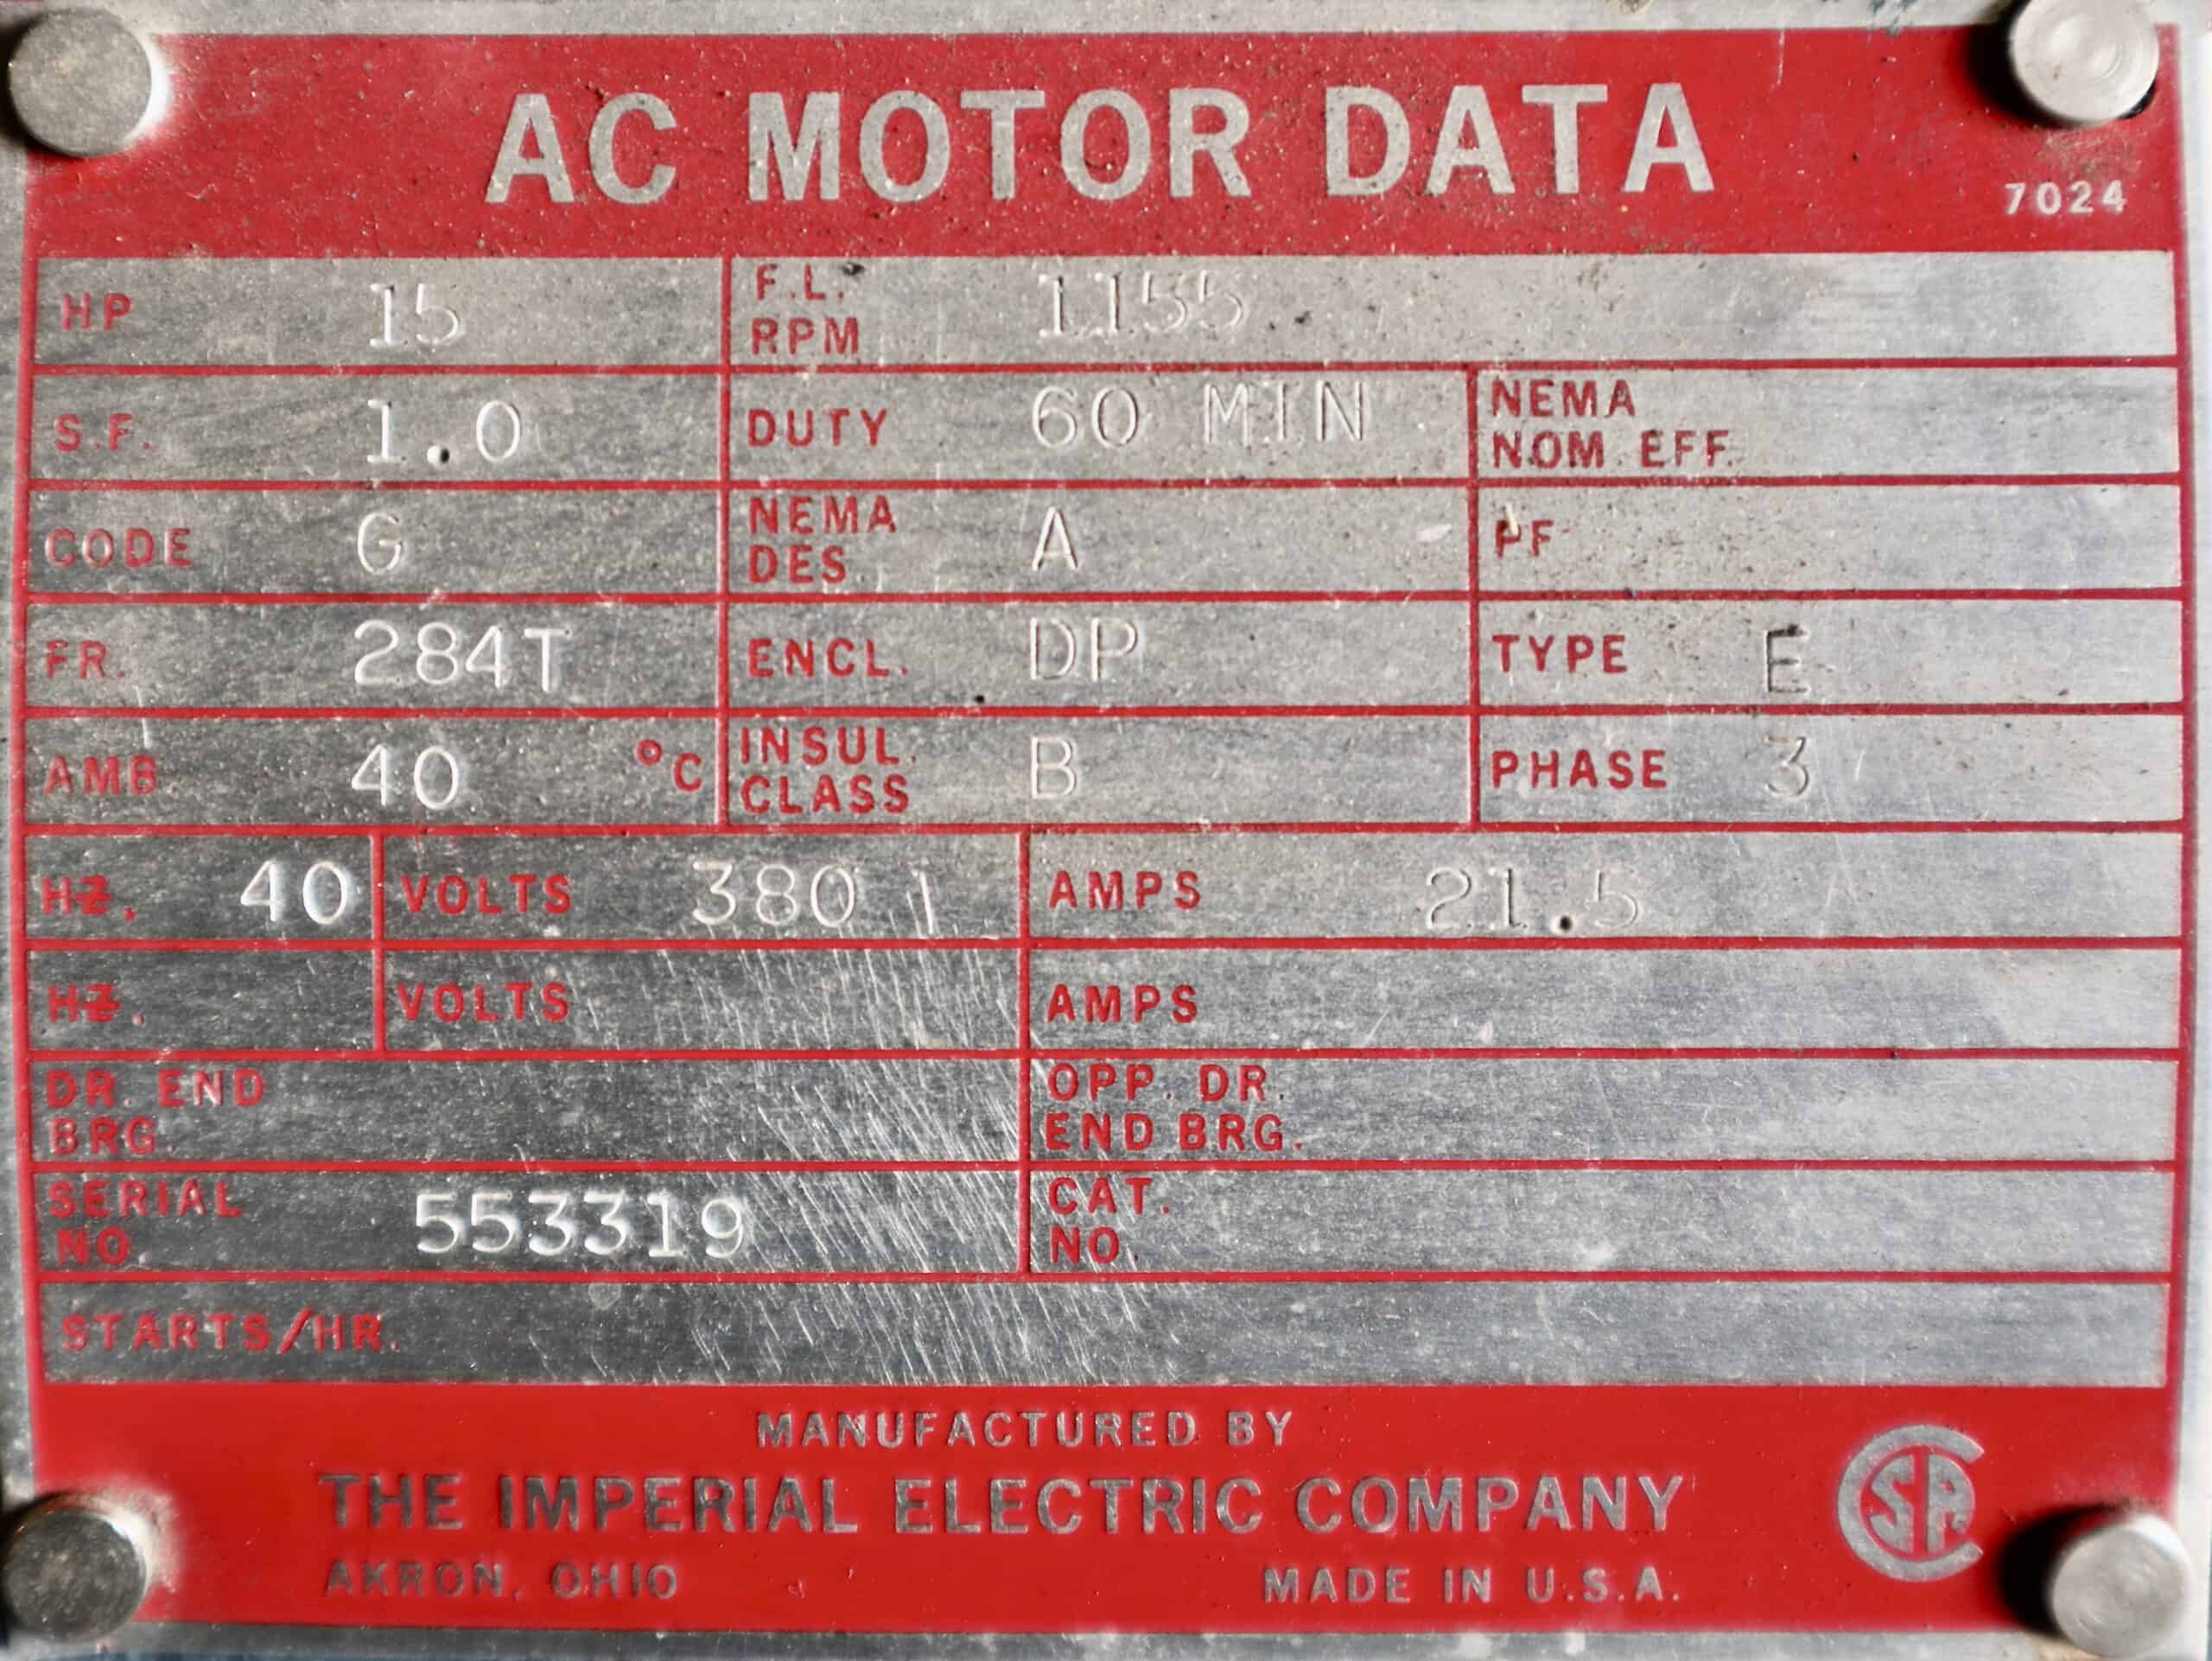 AC MOTOR DATA
7024
HP 15 F.L. RPM 1155
S.F. 1.0 DUTY 60 MIN NEMA NOM. EFF.
CODE G NEMA DES. A PF
FR. 284T ENCL. DP TYPE E
AMB 40 °C INSUL. CLASS B PHASE 3
HZ. 40 VOLTS 380 AMPS 21.5
HZ. VOLTS AMPS
DR. END BRG. OPP. DR. END BRG.
SERIAL NO. 553319 CAT. NO.
STARTS/HR.
MANUFACTURED BY
THE IMPERIAL ELECTRIC COMPANY
AKRON, OHIO MADE IN U.S.A.
CSA